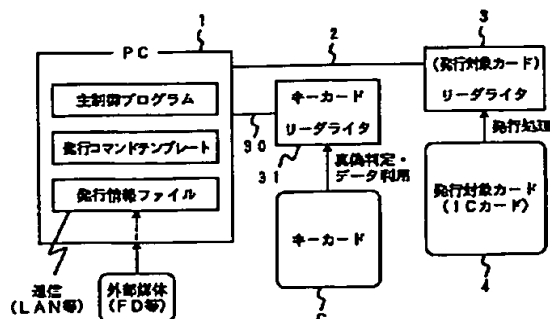 1
PC
主制御プログラム
発行コマンドテンプレート
発行情報ファイル
通信
(LAN等)
外部媒体
(FD等)
2
30
31
キーカード
リーダライタ
真偽判定・
データ利用
キーカード
3
(発行対象カード)
リーダライタ
発行処理
発行対象カード
(ICカード)
4